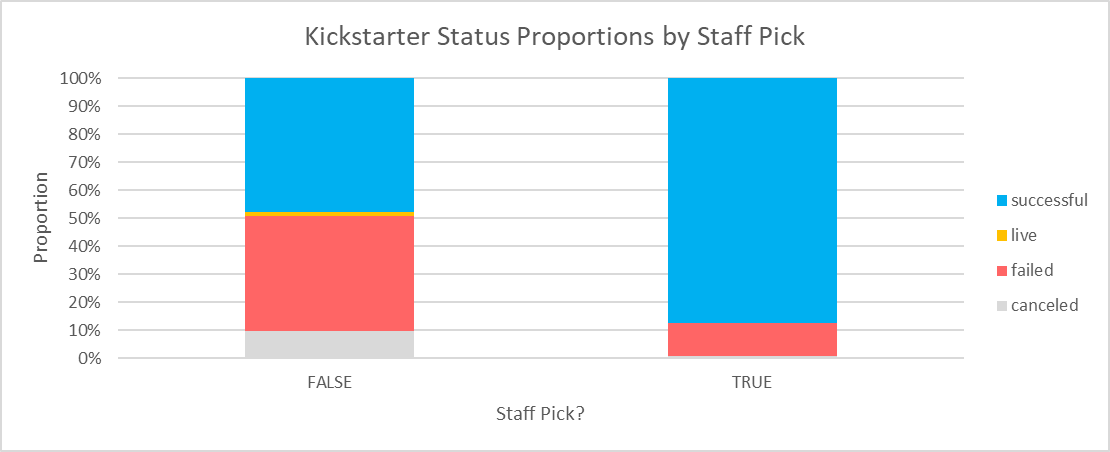 Kickstarter Status Proportions by Staff Pick
Proportion
100%
90%
80%
70%
60%
50%
40%
30%
20%
10%
0%
FALSE
TRUE
Staff Pick?
successful
live
failed
canceled